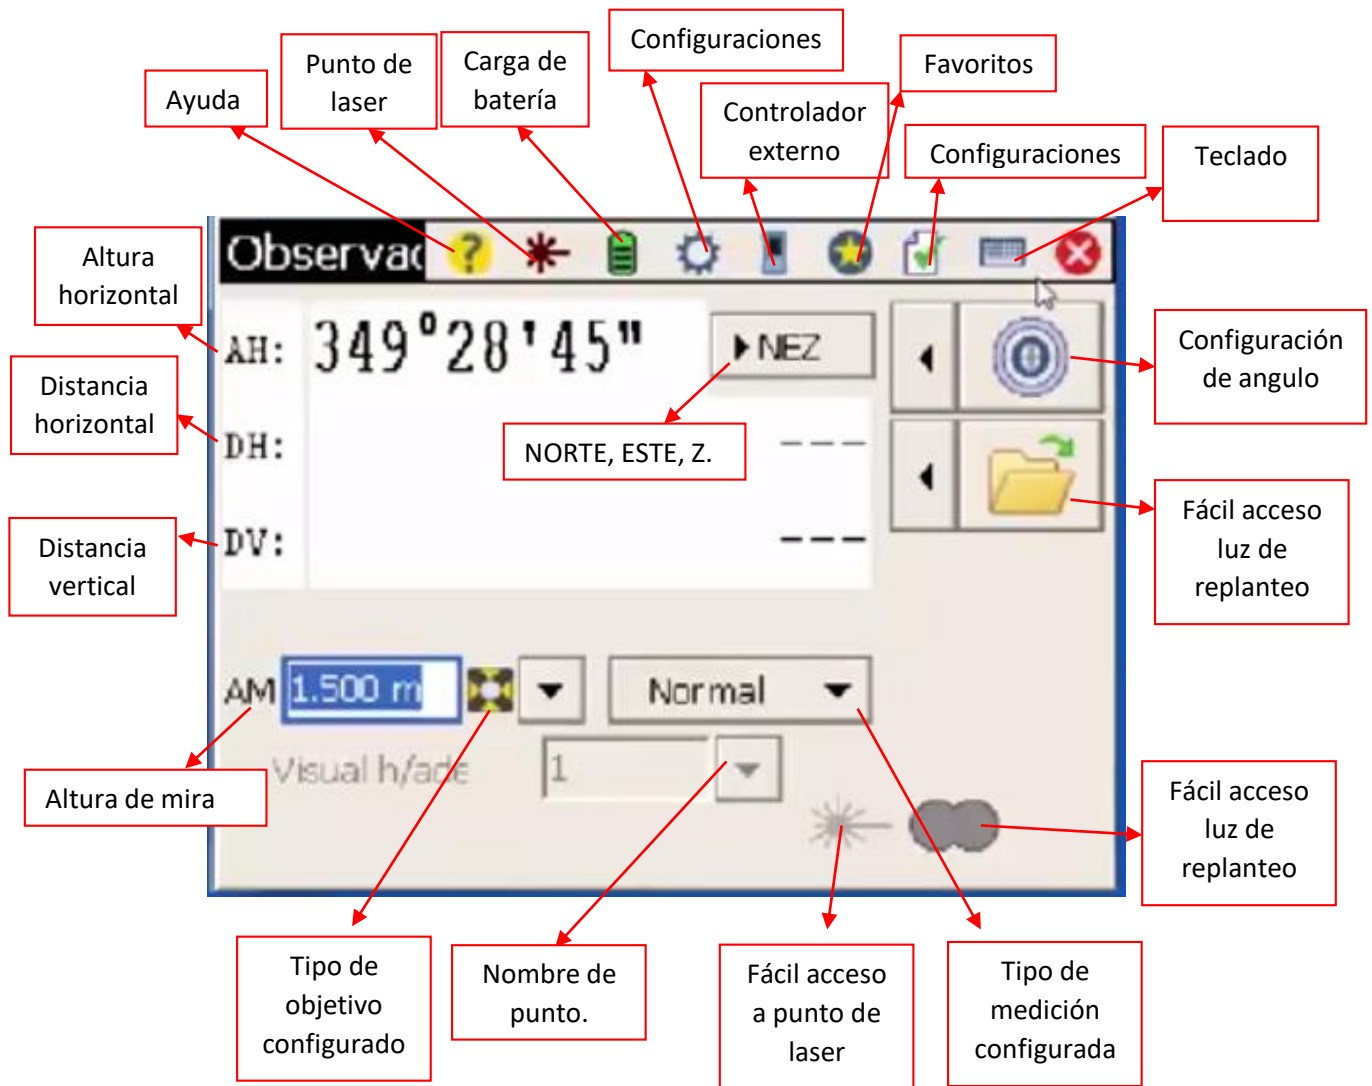 Configuraciones
Punto de
laser
Carga de
batería
Favoritos
Ayuda
Controlador
externo
Configuraciones
Teclado
Altura
horizontal
Observac
?
AH: 349°28'45"
NEZ
Configuración
de angulo
Distancia
horizontal
DH: ---
NORTE, ESTE, Z.
Fácil acceso
luz de
replanteo
Distancia
vertical
DV: ---
AM 1.500 m
Normal
Visual h/ade 1
Altura de mira
Fácil acceso
luz de
replanteo
Tipo de
objetivo
configurado
Nombre de
punto.
Fácil acceso
a punto de
laser
Tipo de
medición
configurada